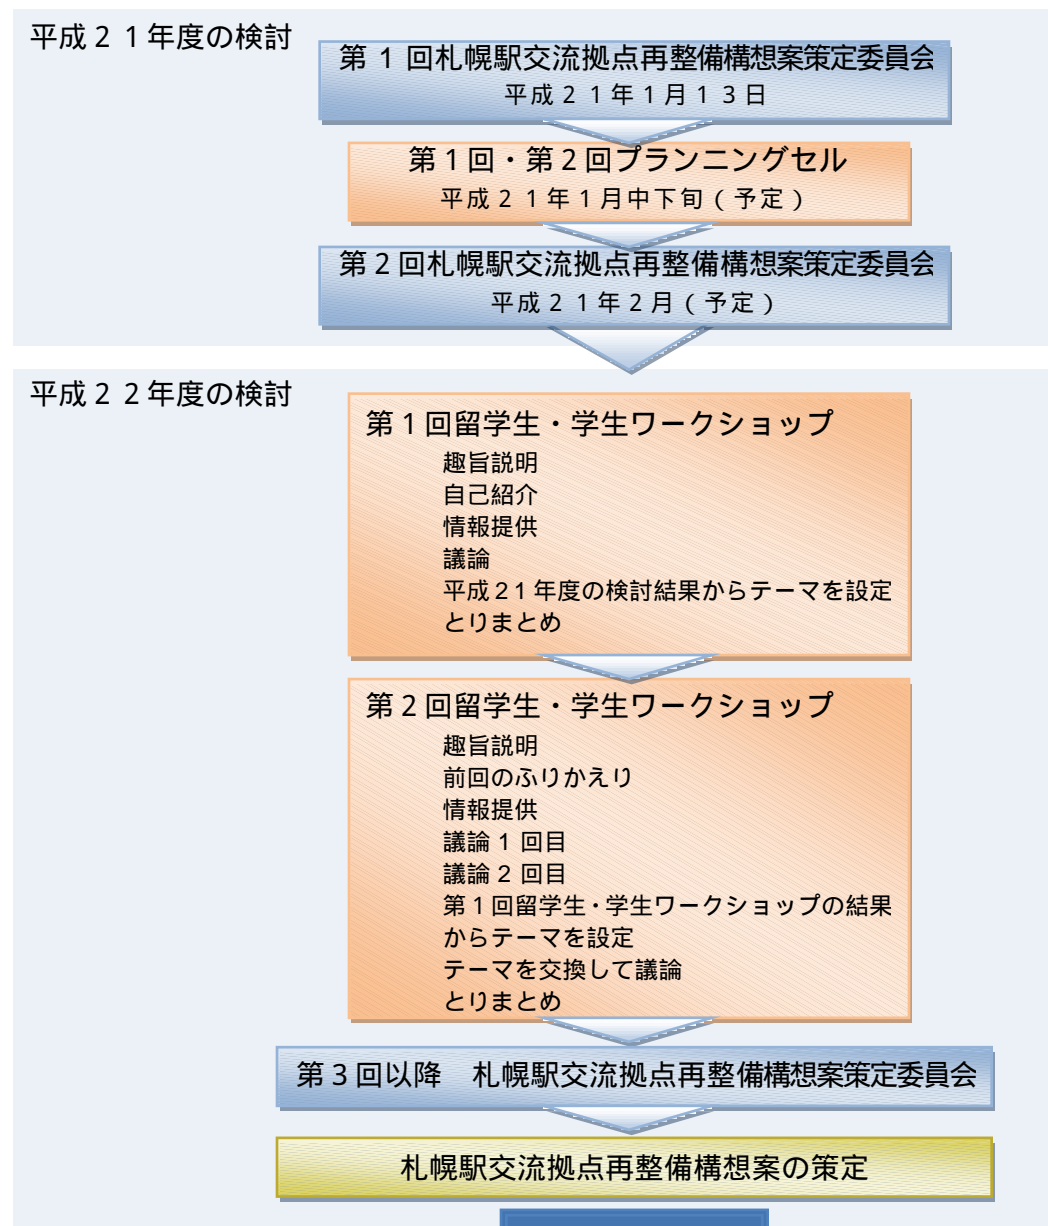 平成２１年度の検討
第１回札幌駅交流拠点再整備構想案策定委員会
平成２１年１月１３日
第１回・第２回プランニングセル
平成２１年１月中下旬（予定）
第２回札幌駅交流拠点再整備構想案策定委員会
平成２１年２月（予定）
平成２２年度の検討
第１回留学生・学生ワークショップ
趣旨説明
自己紹介
情報提供
議論
平成２１年度の検討結果からテーマを設定
とりまとめ
第２回留学生・学生ワークショップ
趣旨説明
前回のふりかえり
情報提供
議論１回目
議論２回目
第１回留学生・学生ワークショップの結果
からテーマを設定
テーマを交換して議論
とりまとめ
第３回以降　札幌駅交流拠点再整備構想案策定委員会
札幌駅交流拠点再整備構想案の策定